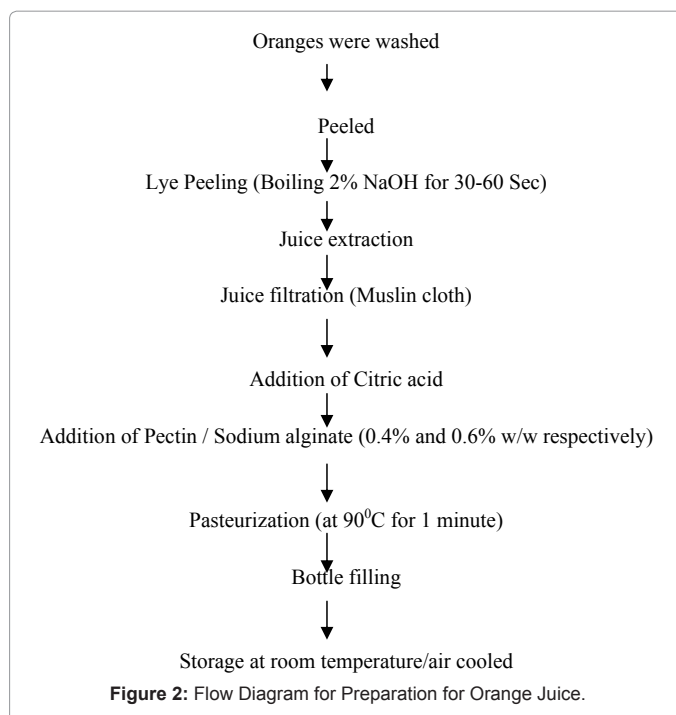 Oranges were washed
Peeled
Lye Peeling (Boiling 2% NaOH for 30-60 Sec)
Juice extraction
Juice filtration (Muslin cloth)
Addition of Citric acid
Addition of Pectin / Sodium alginate (0.4% and 0.6% w/w respectively)
Pasteurization (at 90⁰C for 1 minute)
Bottle filling
Storage at room temperature/air cooled
Figure 2: Flow Diagram for Preparation for Orange Juice.